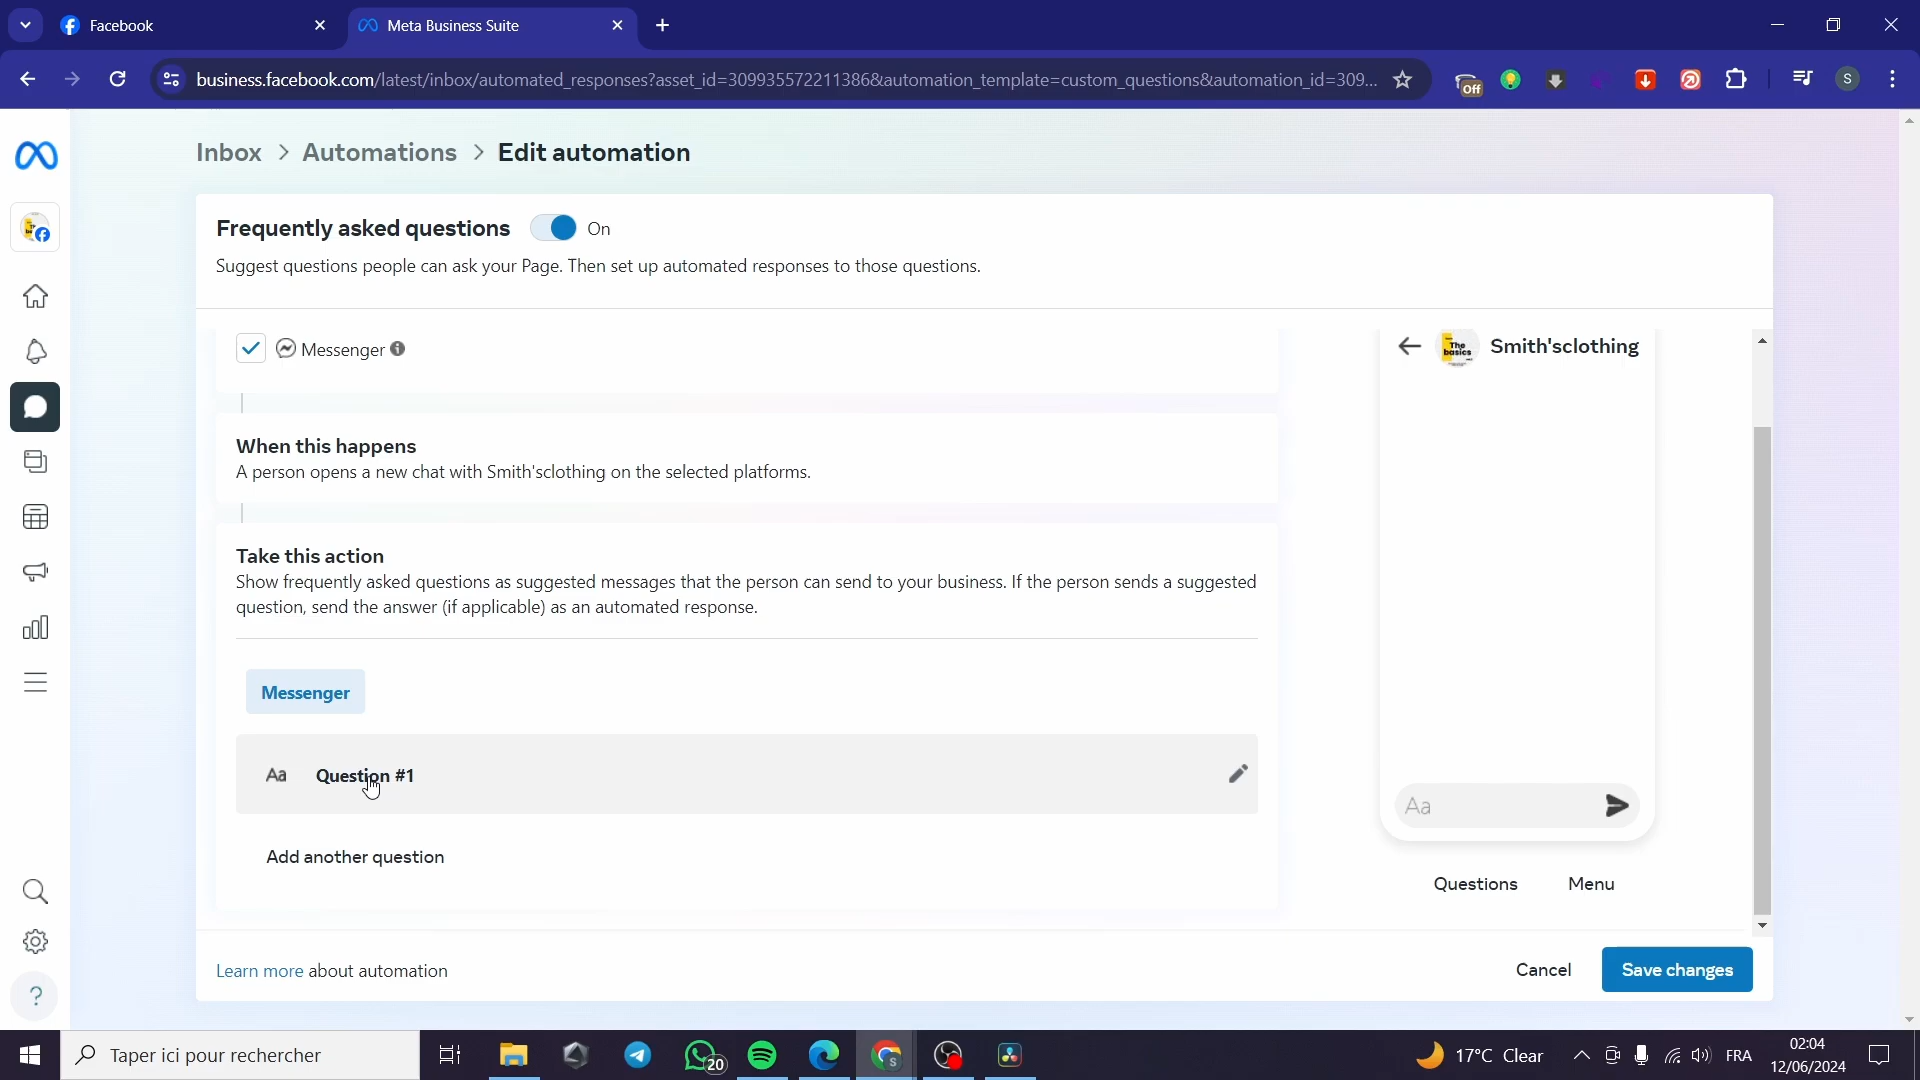 Facebook
Meta Business Suite
business.facebook.com/latest/inbox/automated_responses?asset_id=309935572211386&automation_template=custom_questions&automation_id=309...
Off
S
Inbox > Automations > Edit automation
Frequently asked questions On
Suggest questions people can ask your Page. Then set up automated responses to those questions.
Messenger
The basics
Smith'sclothing
When this happens
A person opens a new chat with Smith'sclothing on the selected platforms.
Take this action
Show frequently asked questions as suggested messages that the person can send to your business. If the person sends a suggested
question, send the answer (if applicable) as an automated response.
Messenger
Aa Question #1
Aa
Add another question
Questions Menu
Learn more about automation
Cancel Save changes
?
Taper ici pour rechercher
20
S
17°C Clear
FRA
02:04
12/06/2024